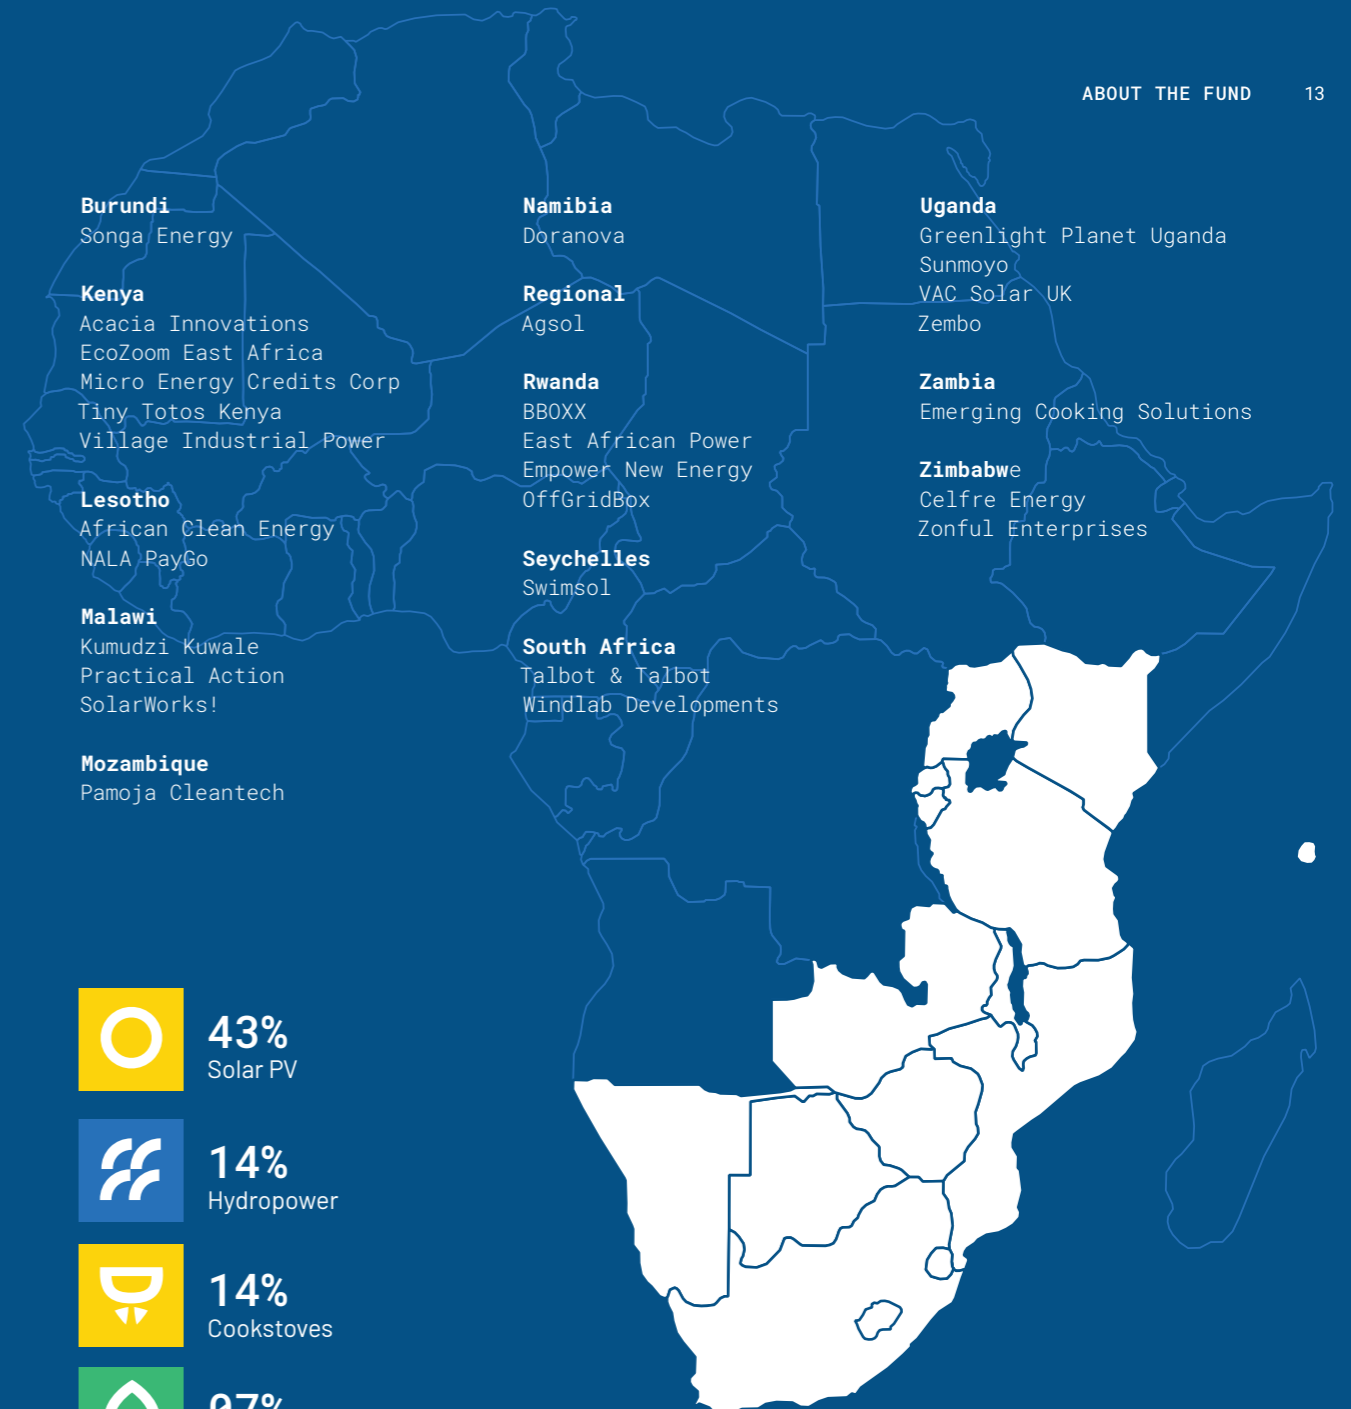 ABOUT THE FUND 13
Burundi
Songa Energy
Kenya
Acacia Innovations
EcoZoom East Africa
Micro Energy Credits Corp
Tiny Totos Kenya
Village Industrial Power
Lesotho
African Clean Energy
NALA PayGo
Malawi
Kumudzi Kuwale
Practical Action
SolarWorks!
Mozambique
Pamoja Cleantech
Namibia
Doranova
Regional
Agsol
Rwanda
BBOXX
East African Power
Empower New Energy
OffGridBox
Seychelles
Swimsol
South Africa
Talbot & Talbot
Windlab Developments
Uganda
Greenlight Planet Uganda
Sunmoyo
VAC Solar UK
Zembo
Zambia
Emerging Cooking Solutions
Zimbabwe
Celfre Energy
Zonful Enterprises
43%
Solar PV
14%
Hydropower
14%
Cookstoves
07%